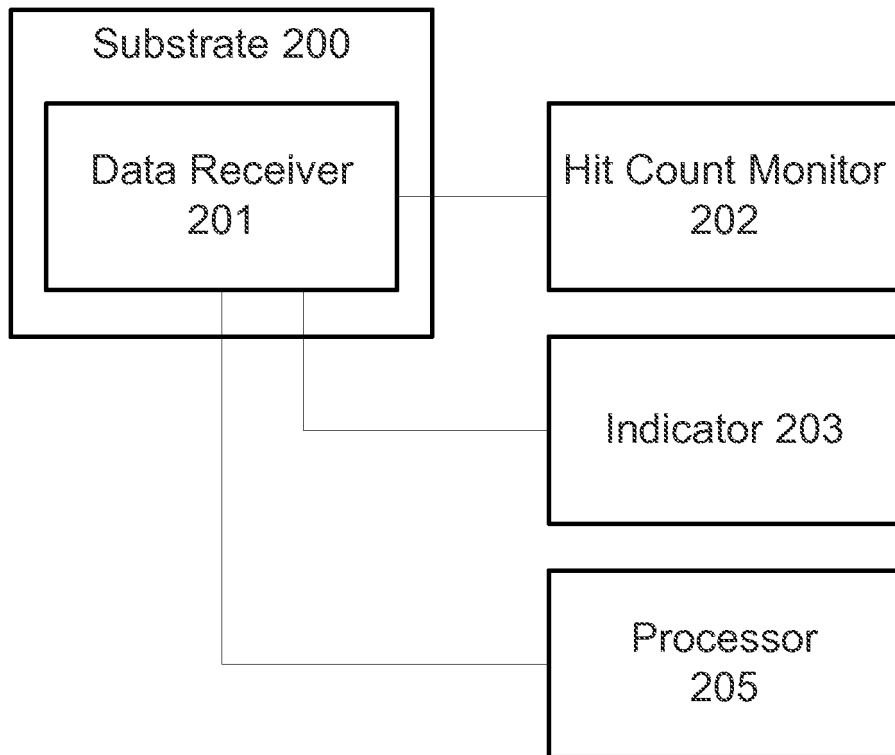 Substrate 200
Data Receiver
201
Hit Count Monitor
202
Indicator 203
Processor
205